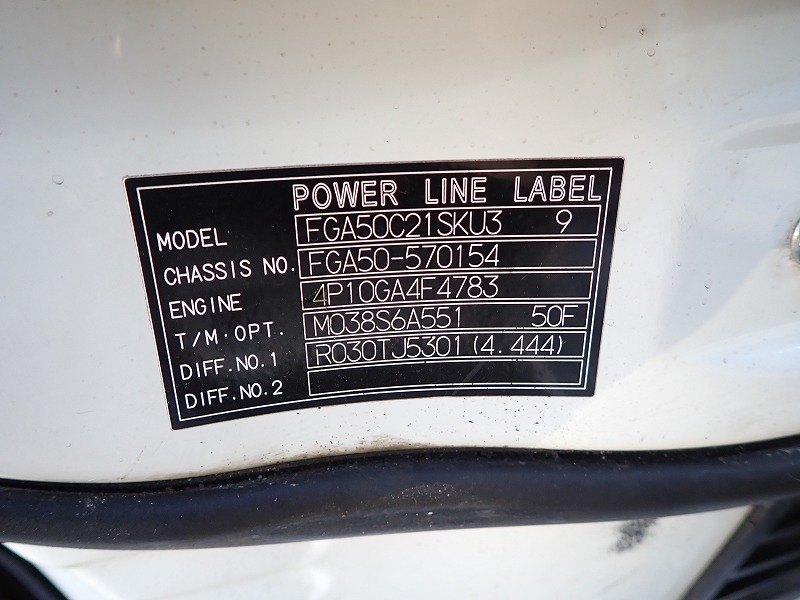 POWER LINE LABEL
MODEL FGA50C21SKU3 9
CHASSIS NO. FGA50-570154
ENGINE 4P10GA4F4783
T/M·OPT. M038S6A551 50F
DIFF.NO.1 R030TJ5301(4.444)
DIFF.NO.2